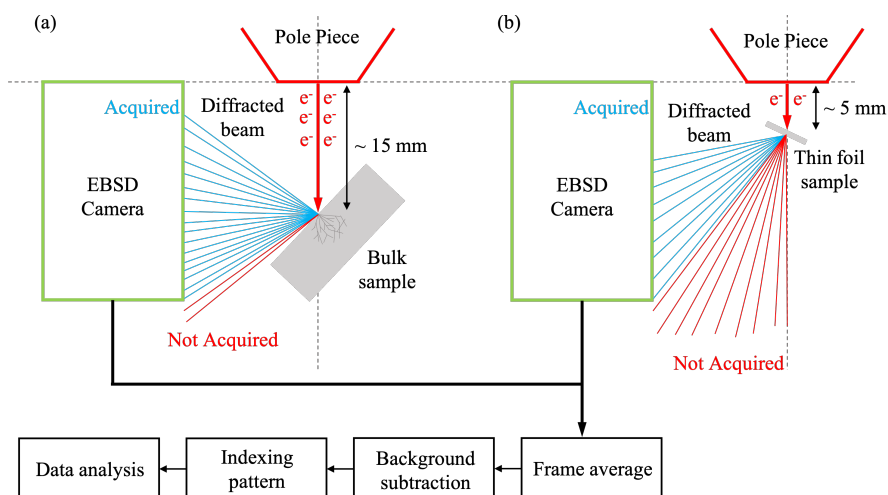 (a)
Pole Piece
Acquired
Diffracted
beam
e⁻ e⁻
e⁻ e⁻
e⁻ e⁻
~ 15 mm
EBSD
Camera
Bulk
sample
Not Acquired
(b)
Pole Piece
Acquired
Diffracted
beam
e⁻ e⁻
~ 5 mm
Thin foil
sample
EBSD
Camera
Not Acquired
Data analysis
Indexing
pattern
Background
subtraction
Frame average